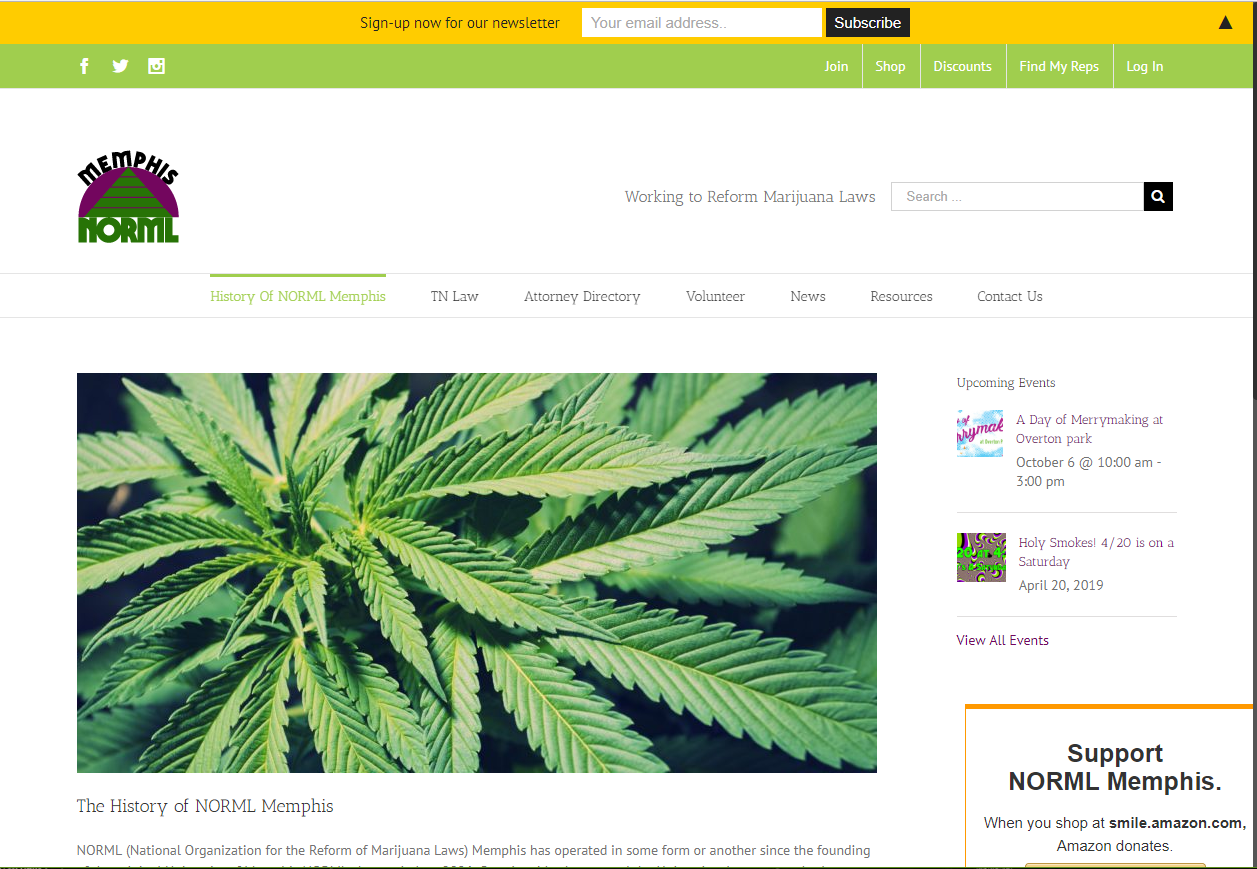 Sign-up now for our newsletter
Your email address..
Subscribe
Join
Shop
Discounts
Find My Reps
Log In
MEMPHIS
NORML
Working to Reform Marijuana Laws
Search ...
History Of NORML Memphis
TN Law
Attorney Directory
Volunteer
News
Resources
Contact Us
Upcoming Events
A Day of Merrymaking at
Overton park
October 6 @ 10:00 am -
3:00 pm
Holy Smokes! 4/20 is on a
Saturday
April 20, 2019
View All Events
Support
NORML Memphis.
When you shop at smile.amazon.com,
Amazon donates.
The History of NORML Memphis
NORML (National Organization for the Reform of Marijuana Laws) Memphis has operated in some form or another since the founding